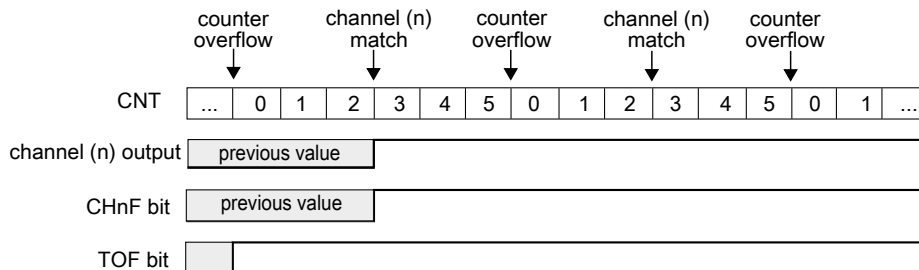 counter overflow
channel (n) match
counter overflow
channel (n) match
counter overflow
CNT ... 0 1 2 3 4 5 0 1 2 3 4 5 0 1 ...
channel (n) output previous value
CHnF bit previous value
TOF bit